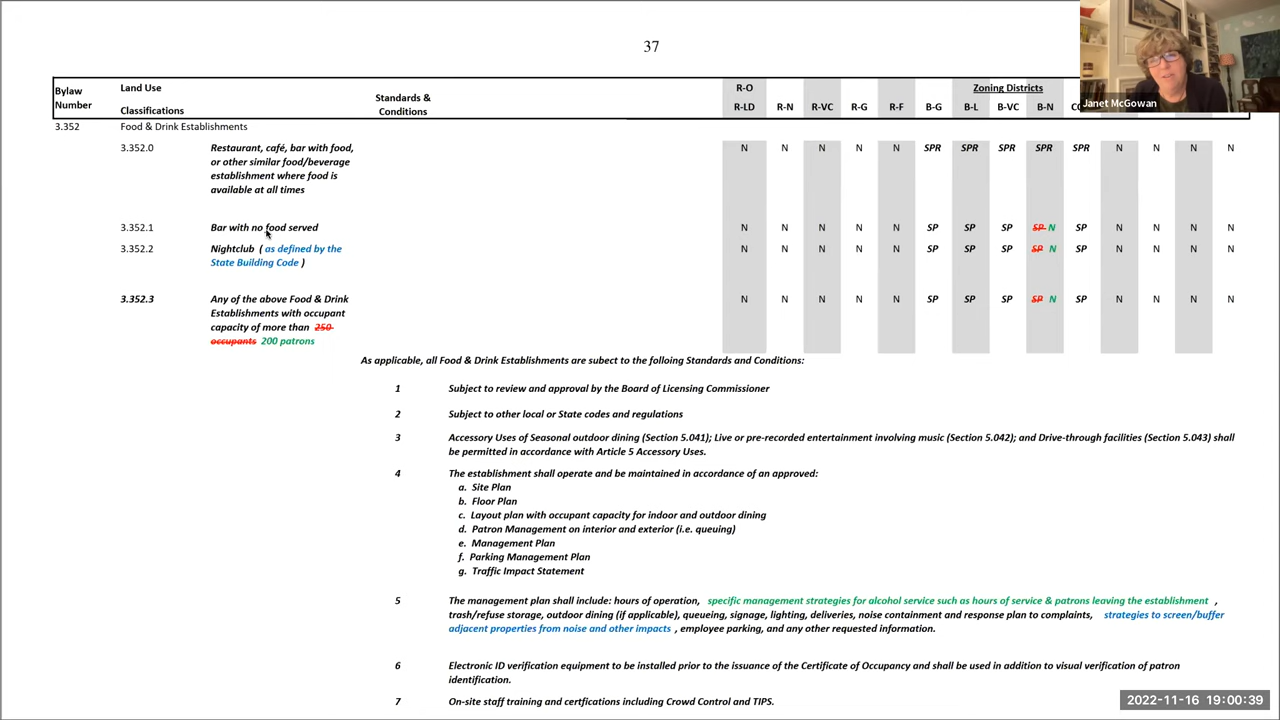 37
Bylaw Number
Land Use
Classifications
Standards & Conditions
Zoning Districts
R-O
R-LD R-N R-VC R-G R-F B-G B-L B-VC B-N
Janet McGowan
3.352 Food & Drink Establishments
3.352.0 Restaurant, café, bar with food, N N N N N SPR SPR SPR SPR SPR N N N N
or other similar food/beverage
establishment where food is
available at all times
3.352.1 Bar with no food served N N N N N SP SP SP SP N SP N N N N
3.352.2 Nightclub ( as defined by the N N N N N SP SP SP SP N SP N N N N
State Building Code )
3.352.3 Any of the above Food & Drink N N N N N SP SP SP SP N SP N N N N
Establishments with occupant
capacity of more than 250
occupants 200 patrons
As applicable, all Food & Drink Establishments are subect to the folloing Standards and Conditions:
1 Subject to review and approval by the Board of Licensing Commissioner
2 Subject to other local or State codes and regulations
3 Accessory Uses of Seasonal outdoor dining (Section 5.041); Live or pre-recorded entertainment involving music (Section 5.042); and Drive-through facilities (Section 5.043) shall
be permitted in accordance with Article 5 Accessory Uses.
4 The establishment shall operate and be maintained in accordance of an approved:
a. Site Plan
b. Floor Plan
c. Layout plan with occupant capacity for indoor and outdoor dining
d. Patron Management on interior and exterior (i.e. queuing)
e. Management Plan
f. Parking Management Plan
g. Traffic Impact Statement
5 The management plan shall include: hours of operation, specific management strategies for alcohol service such as hours of service & patrons leaving the establishment ,
trash/refuse storage, outdoor dining (if applicable), queueing, signage, lighting, deliveries, noise containment and response plan to complaints, strategies to screen/buffer
adjacent properties from noise and other impacts , employee parking, and any other requested information.
6 Electronic ID verification equipment to be installed prior to the issuance of the Certificate of Occupancy and shall be used in addition to visual verification of patron
identification.
7 On-site staff training and certfications including Crowd Control and TIPS.
2022-11-16 19:00:39